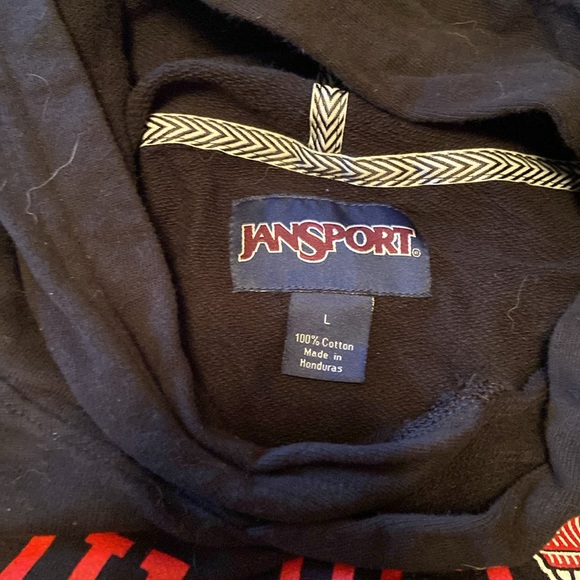 JANSPORT®
L
100% Cotton
Made in
Honduras